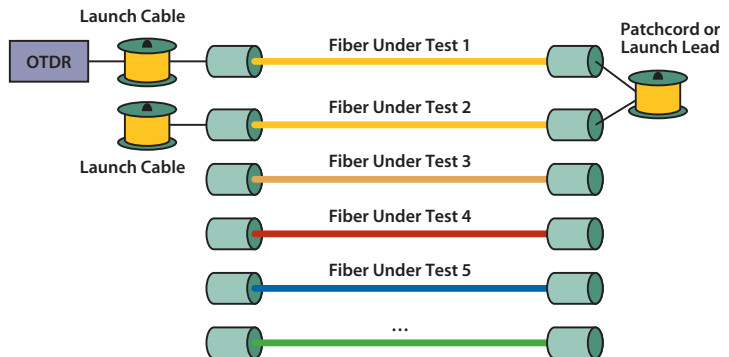 Launch Cable
Patchcord or
Launch Lead
OTDR
Fiber Under Test 1
Fiber Under Test 2
Launch Cable
Fiber Under Test 3
Fiber Under Test 4
Fiber Under Test 5
...